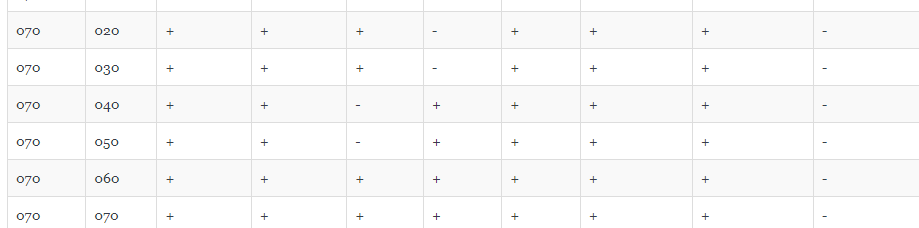 070 020 + + + - + + + -
070 030 + + + - + + + -
070 040 + + - + + + + -
070 050 + + - + + + + -
070 060 + + + + + + + -
070 070 + + + + + + + -